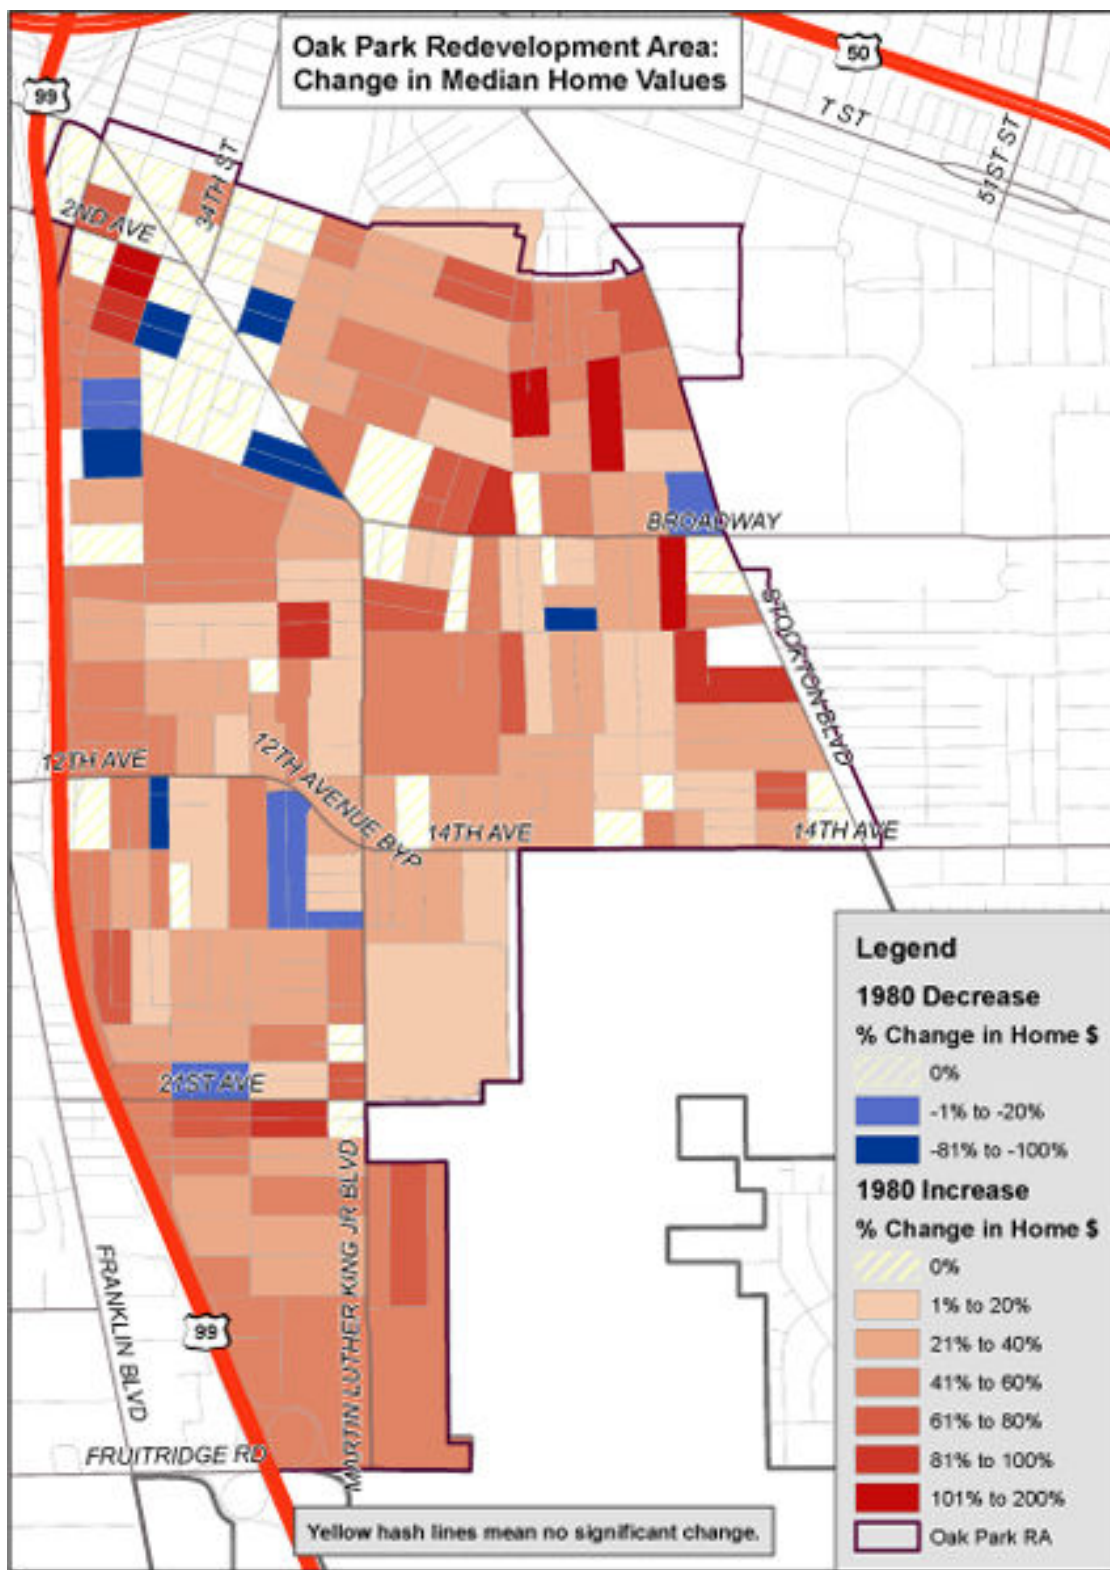 Oak Park Redevelopment Area:
Change in Median Home Values
99
50
T ST
51ST ST
34TH ST
2ND AVE
BROADWAY
STOCKTON BLVD
12TH AVE
12TH AVENUE BYP
14TH AVE
14TH AVE
21ST AVE
MARTIN LUTHER KING JR BLVD
FRANKLIN BLVD
99
FRUITRIDGE RD
Yellow hash lines mean no significant change.
Legend
1980 Decrease
% Change in Home $
0%
-1% to -20%
-81% to -100%
1980 Increase
% Change in Home $
0%
1% to 20%
21% to 40%
41% to 60%
61% to 80%
81% to 100%
101% to 200%
Oak Park RA